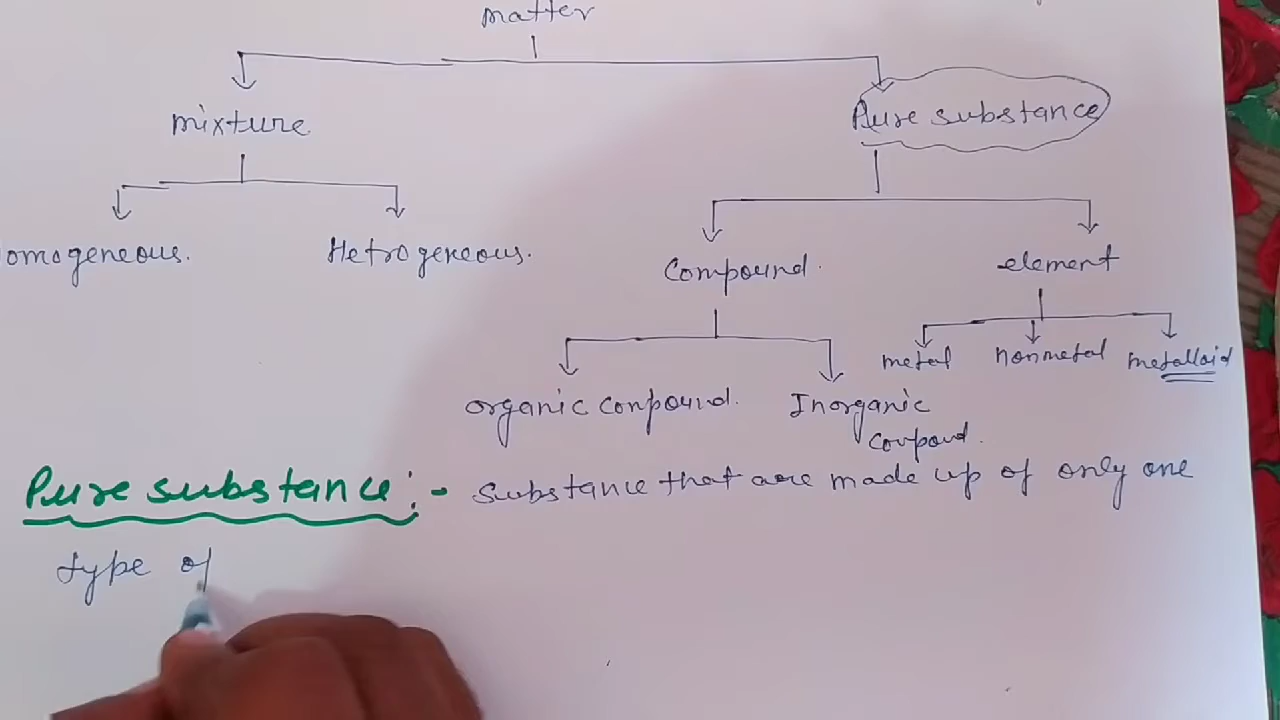 matter
mixture
Pure substance
omogeneous.
Hetrogeneous.
Compound.
element
metal
nonmetal
metalloid
organic conpound.
Inorganic
Coupound.
Pure substance :- substance that are made up of only one
type of